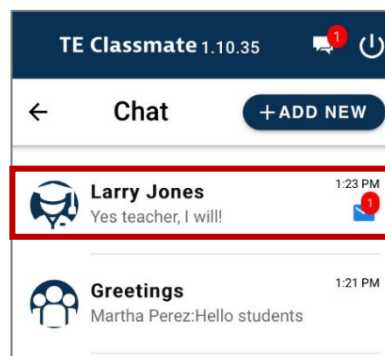 TE Classmate 1.10.35 1
Chat +ADD NEW
Larry Jones 1:23 PM
Yes teacher, I will! 1
Greetings 1:21 PM
Martha Perez:Hello students